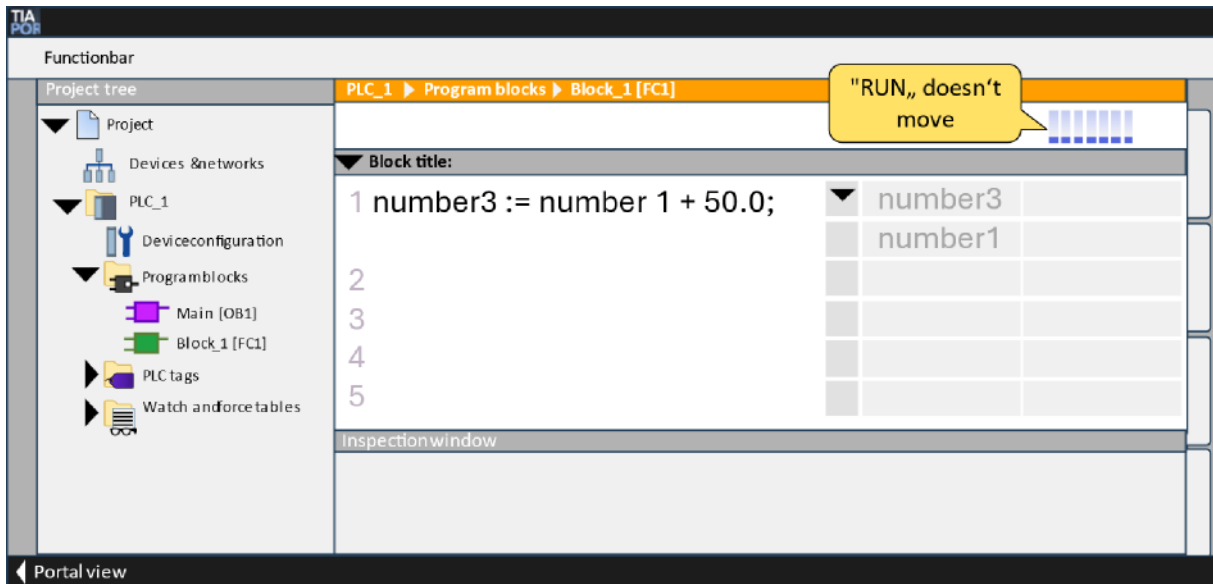 TIA
POR
Functionbar
Project tree
PLC_1 Program blocks Block_1 [FC1]
"RUN„ doesn't
move
Project
Devices &networks
PLC_1
Deviceconfiguration
Programblocks
Main [OB1]
Block_1 [FC1]
PLC tags
Watch andforcetables
Block title:
1 number3 := number 1 + 50.0;
2
3
4
5
number3
number1
Inspectionwindow
Portal view